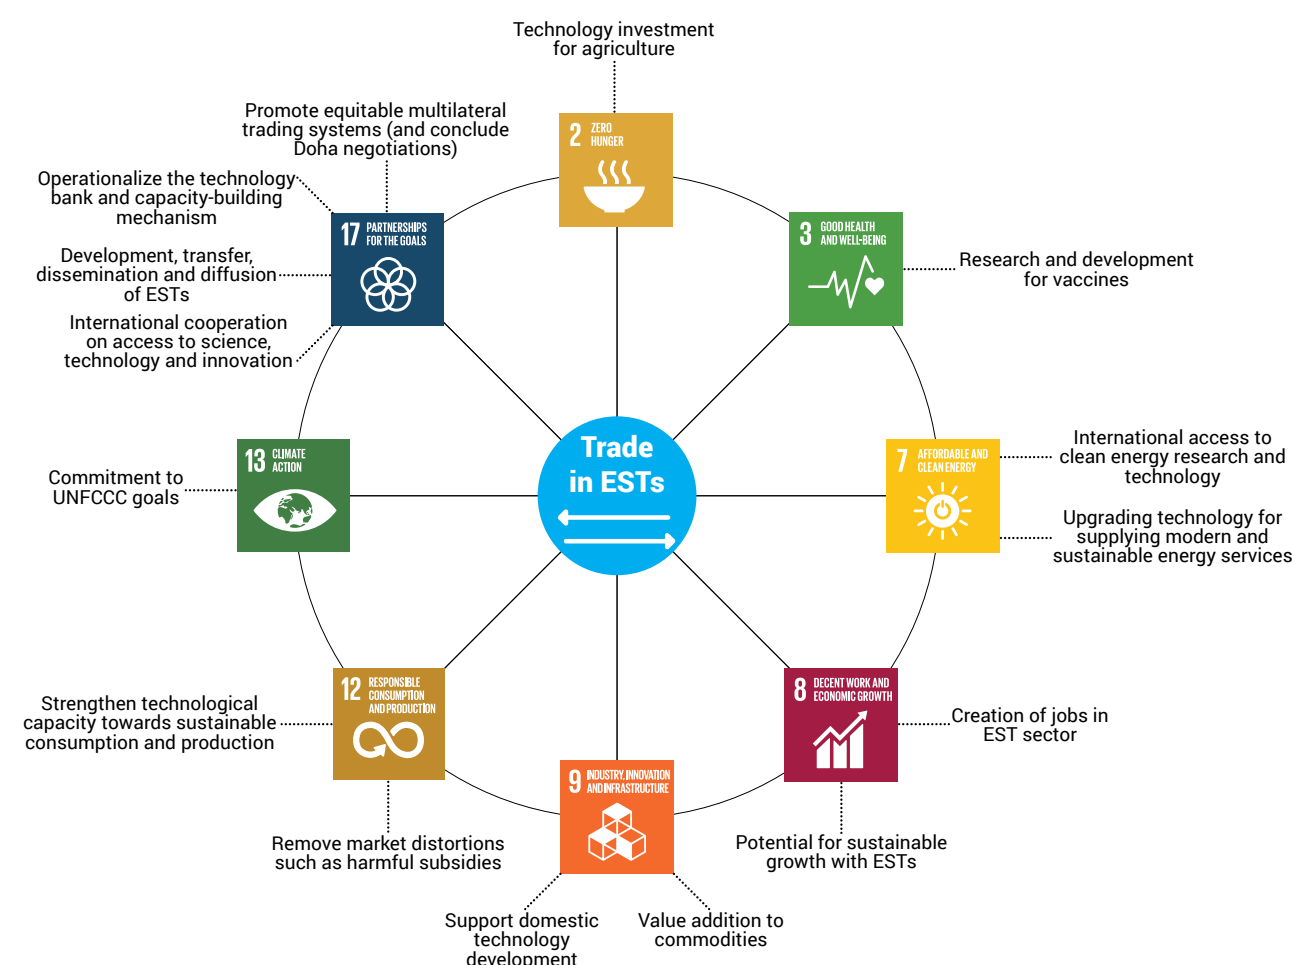 Technology investment
for agriculture
2 ZERO
HUNGER
Promote equitable multilateral
trading systems (and conclude
Doha negotiations)
Operationalize the technology
bank and capacity-building
mechanism
Development, transfer,
dissemination and diffusion
of ESTs
International cooperation
on access to science,
technology and innovation
17 PARTNERSHIPS
FOR THE GOALS
3 GOOD HEALTH
AND WELL-BEING
Research and development
for vaccines
Trade
in ESTs
13 CLIMATE
ACTION
Commitment to
UNFCCC goals
7 AFFORDABLE AND
CLEAN ENERGY
International access to
clean energy research and
technology
Upgrading technology for
supplying modern and
sustainable energy services
12 RESPONSIBLE
CONSUMPTION
AND PRODUCTION
Strengthen technological
capacity towards sustainable
consumption and production
Remove market distortions
such as harmful subsidies
8 DECENT WORK AND
ECONOMIC GROWTH
Creation of jobs in
EST sector
Potential for sustainable
growth with ESTs
9 INDUSTRY, INNOVATION
AND INFRASTRUCTURE
Support domestic
technology
development
Value addition to
commodities